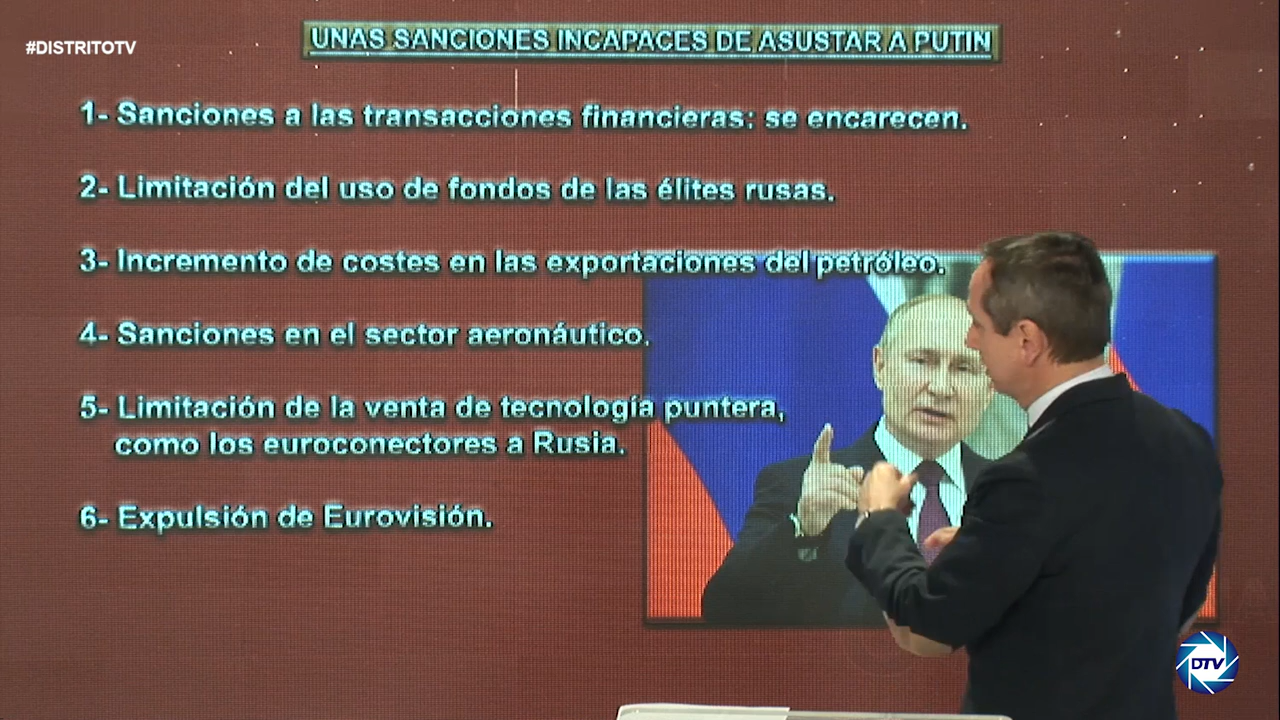 #DISTRITOTV
UNAS SANCIONES INCAPACES DE ASUSTAR A PUTIN
1- Sanciones a las transacciones financieras: se encarecen.
2- Limitación del uso de fondos de las élites rusas.
3- Incremento de costes en las exportaciones del petróleo.
4- Sanciones en el sector aeronáutico.
5- Limitación de la venta de tecnología puntera,
como los euroconectores a Rusia.
6- Expulsión de Eurovisión.
DTV